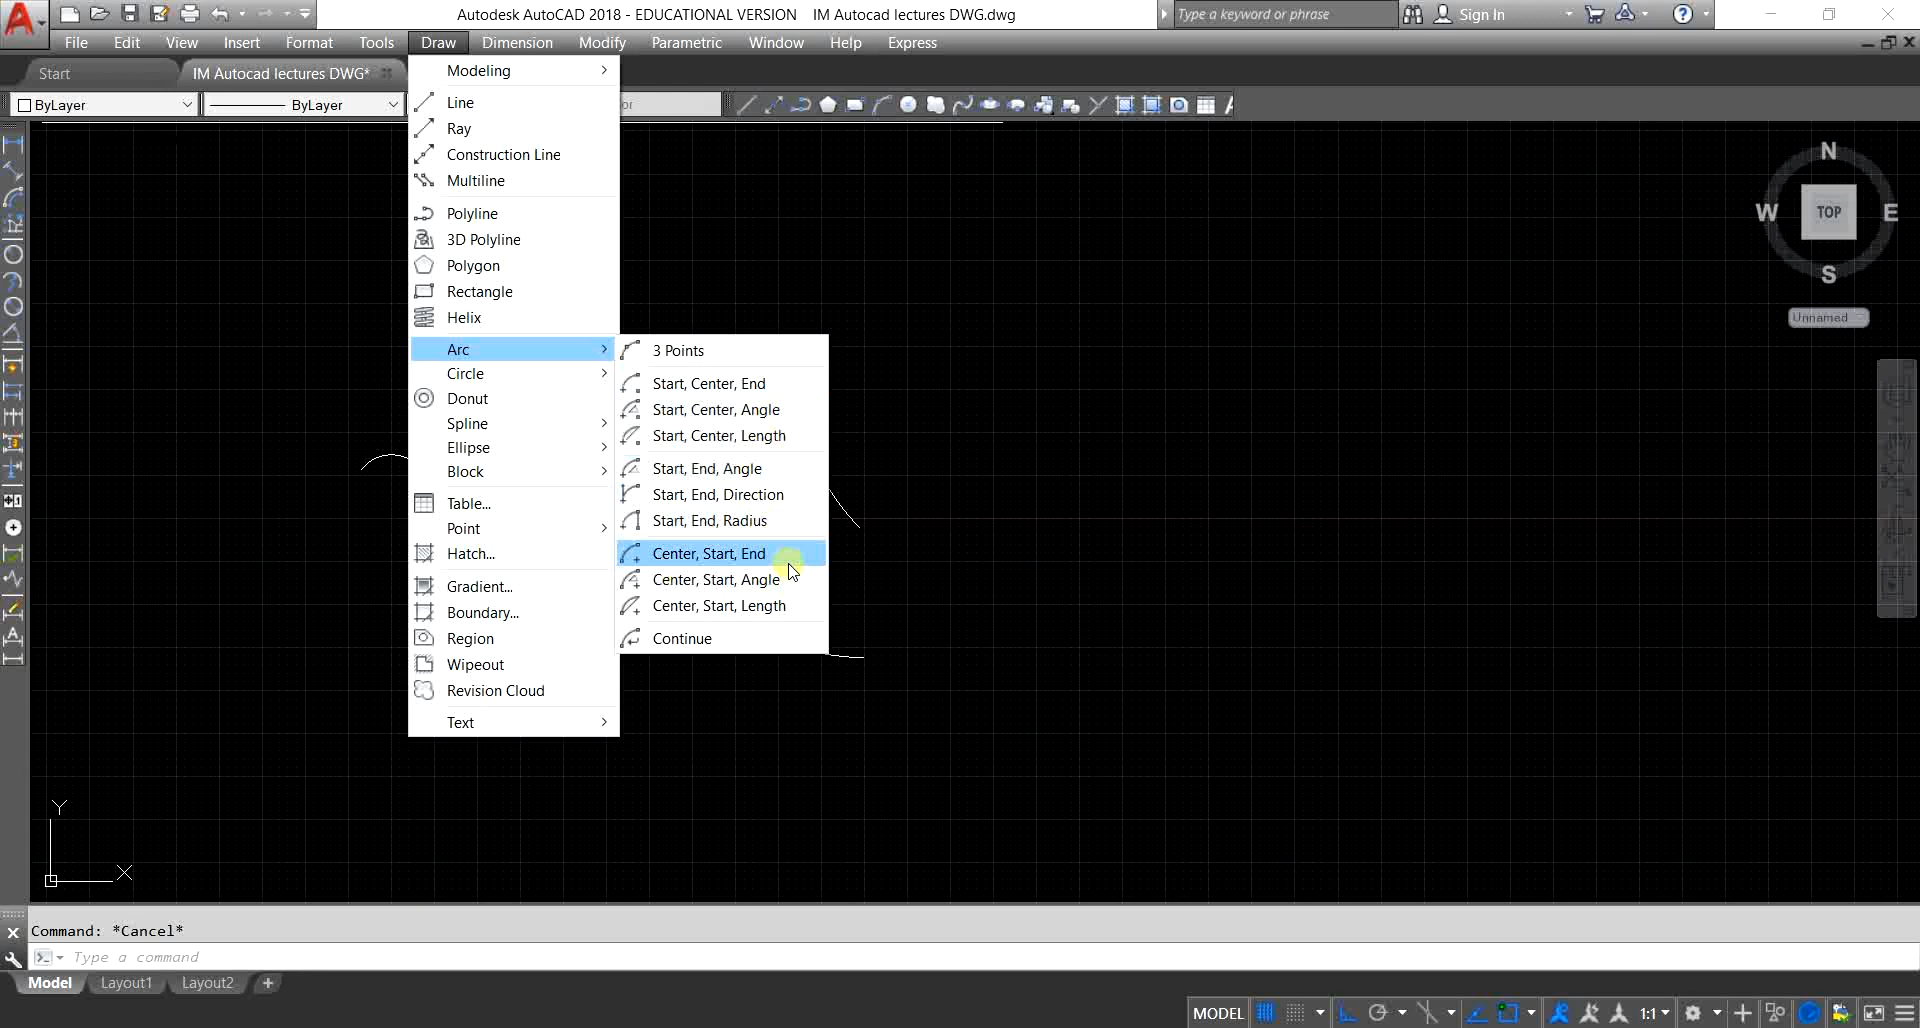 Autodesk AutoCAD 2018 - EDUCATIONAL VERSION IM Autocad lectures DWG.dwg
Type a keyword or phrase
Sign In
File Edit View Insert Format Tools Draw Dimension Modify Parametric Window Help Express
Start
IM Autocad lectures DWG*
ByLayer
ByLayer
or
Modeling
Line
Ray
Construction Line
Multiline
Polyline
3D Polyline
Polygon
Rectangle
Helix
Arc
Circle
Donut
Spline
Ellipse
Block
Table...
Point
Hatch...
Gradient...
Boundary...
Region
Wipeout
Revision Cloud
Text
3 Points
Start, Center, End
Start, Center, Angle
Start, Center, Length
Start, End, Angle
Start, End, Direction
Start, End, Radius
Center, Start, End
Center, Start, Angle
Center, Start, Length
Continue
N
W TOP E
S
Unnamed
Y
X
Command: *Cancel*
Type a command
Model Layout1 Layout2 +
MODEL
1:1